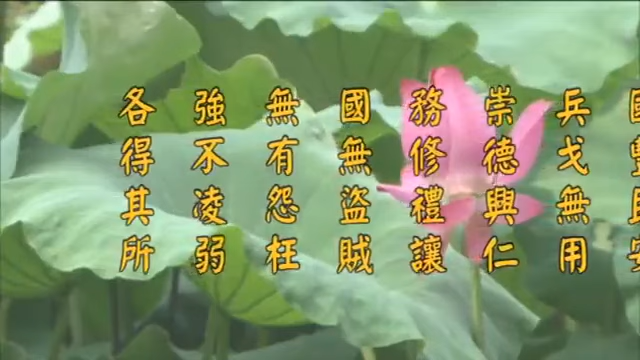 兵戈無用
崇德興仁
務修禮讓
國無盜賊
無有怨枉
強不凌弱
各得其所